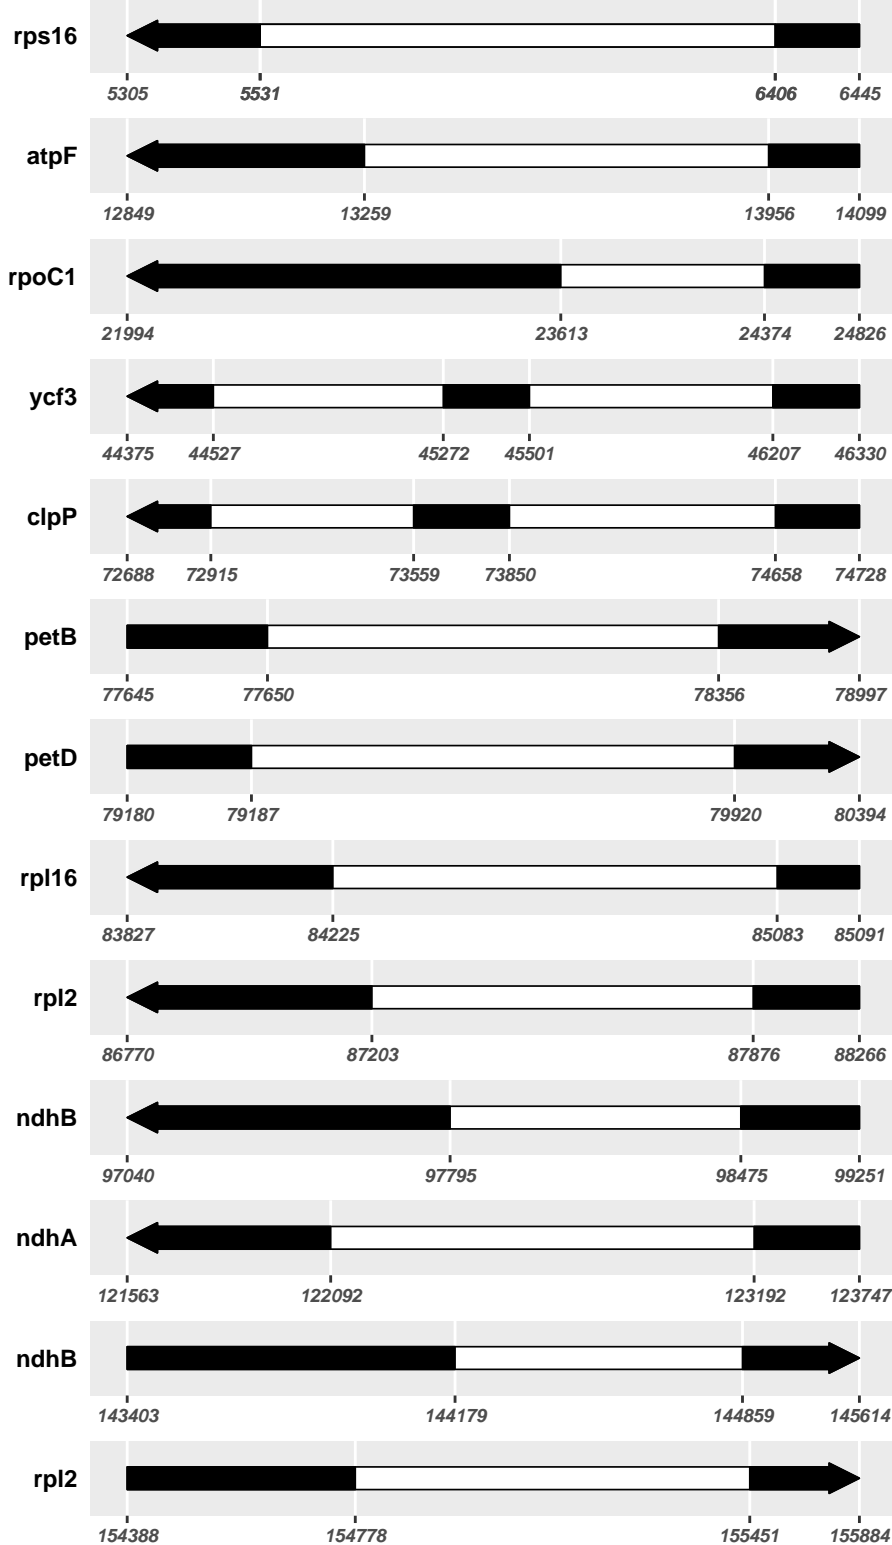 rps16
5305 5531 6406 6445
atpF
12849 13259 13956 14099
rpoC1
21994 23613 24374 24826
ycf3
44375 44527 45272 45501 46207 46330
clpP
72688 72915 73559 73850 74658 74728
petB
77645 77650 78356 78997
petD
79180 79187 79920 80394
rpl16
83827 84225 85083 85091
rpl2
86770 87203 87876 88266
ndhB
97040 97795 98475 99251
ndhA
121563 122092 123192 123747
ndhB
143403 144179 144859 145614
rpl2
154388 154778 155451 155884